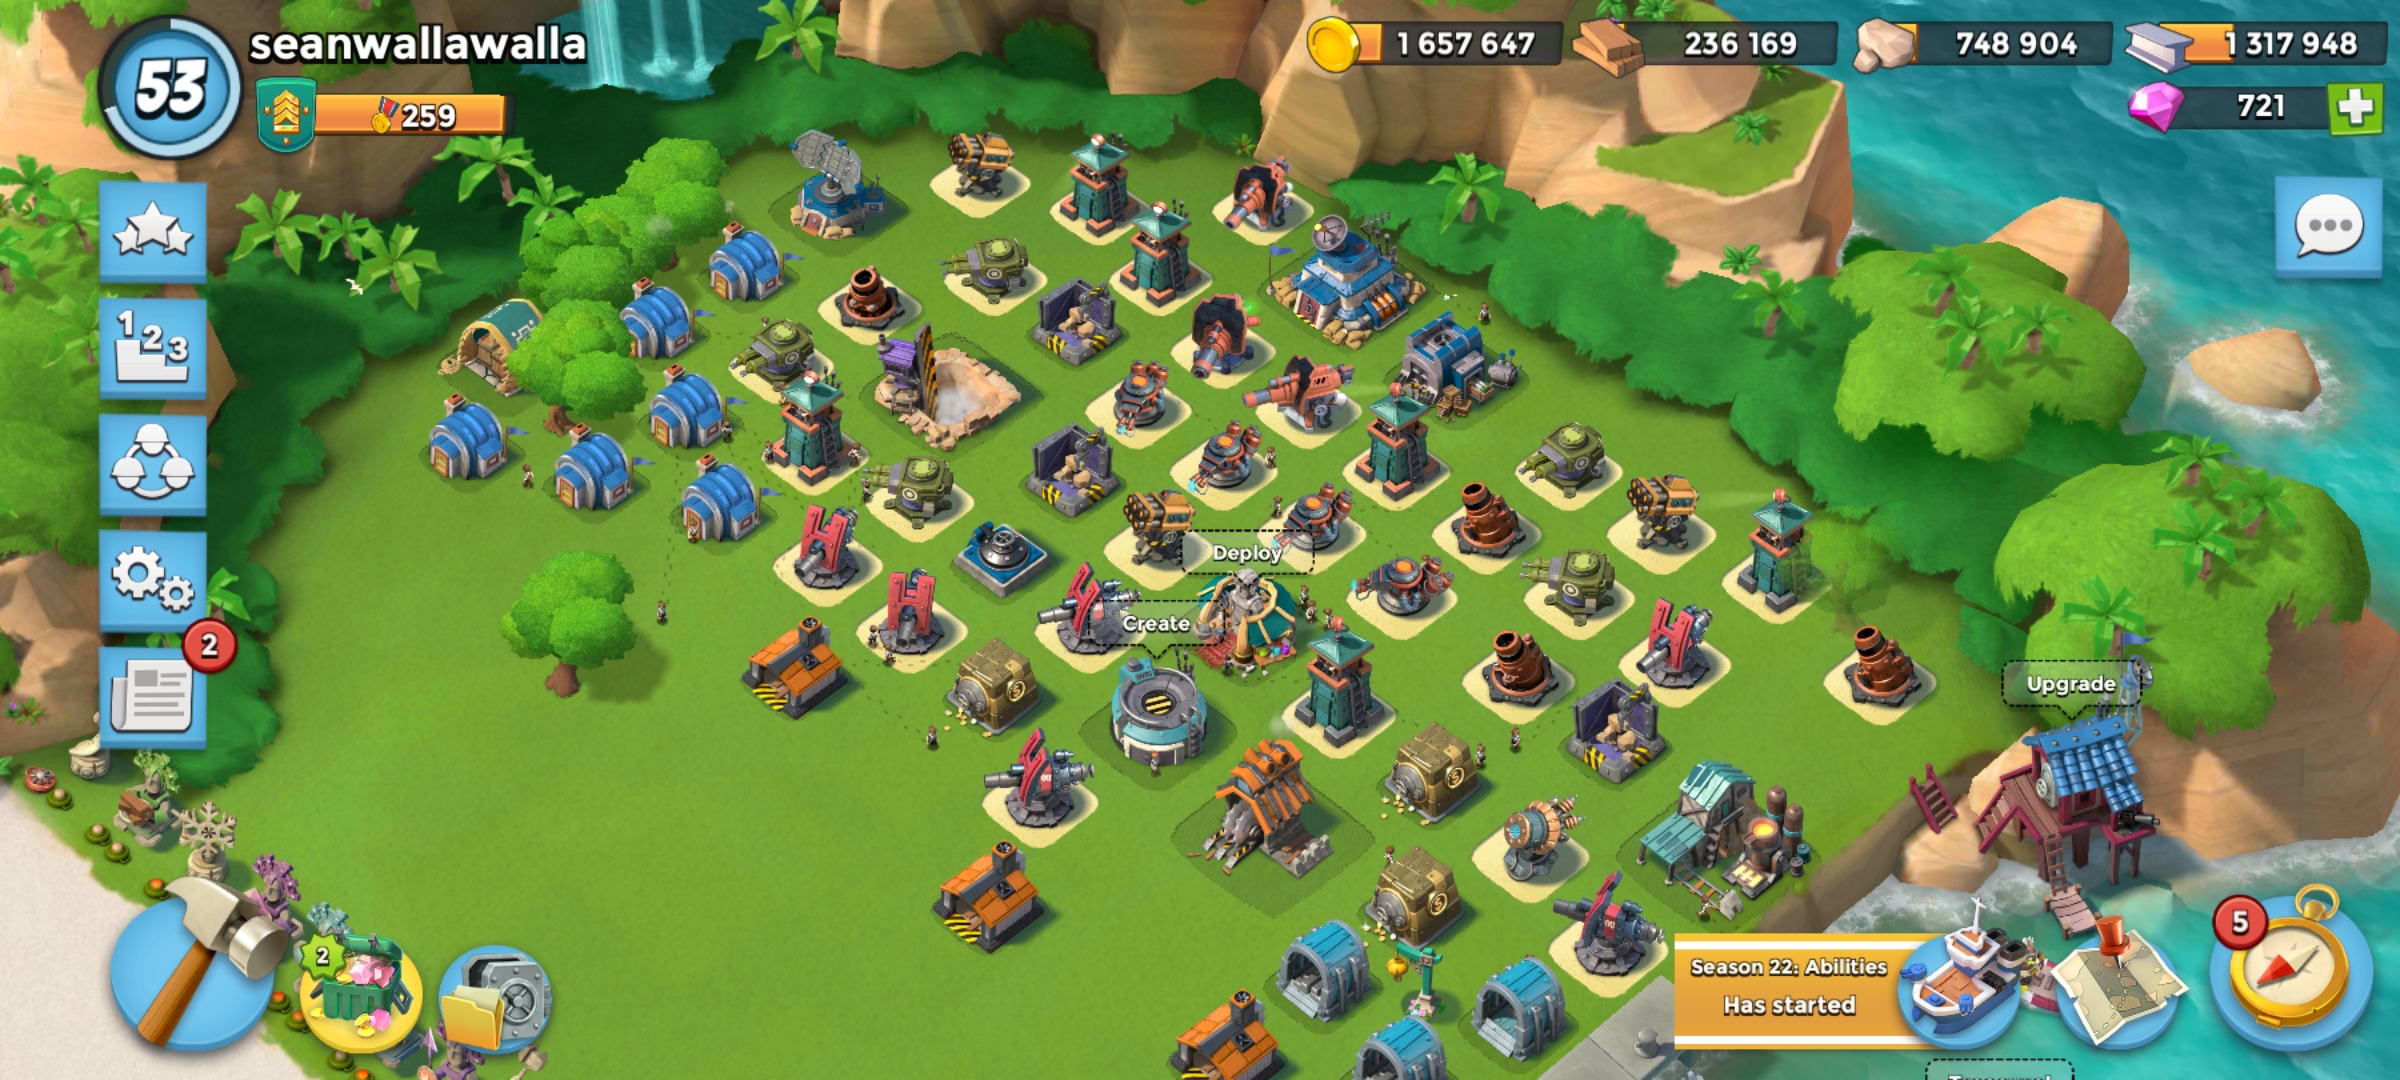 53
seanwallawalla
259
1 657 647
236 169
748 904
1 317 948
721
123
2
Deploy
Create
Upgrade
2
5
Season 22: Abilities
Has started